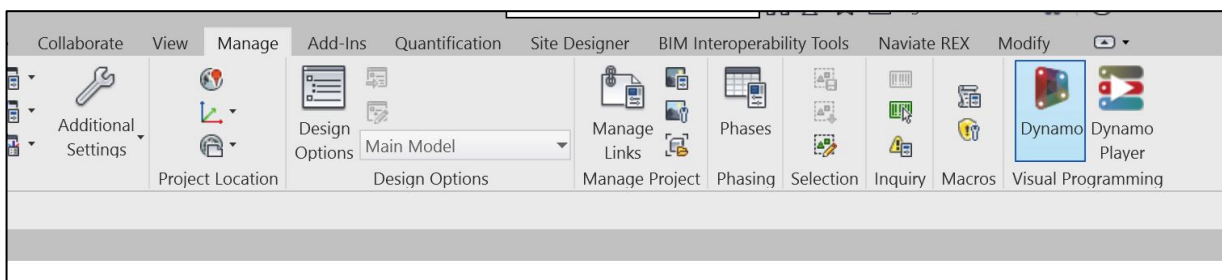 Collaborate View Manage Add-Ins Quantification Site Designer BIM Interoperability Tools Naviate REX Modify
Additional
Settings
Design
Options
Main Model
Manage
Links
Phases
Dynamo
Dynamo
Player
Project Location Design Options Manage Project Phasing Selection Inquiry Macros Visual Programming